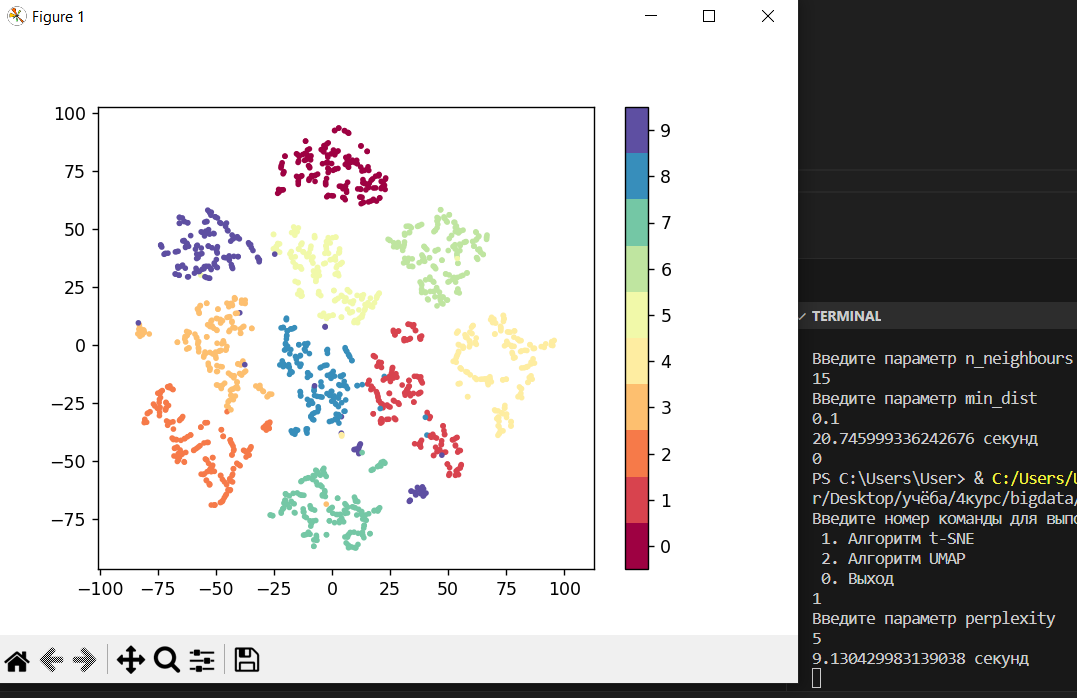 Figure 1
100
75
50
25
0
−25
−50
−75
−100 −75 −50 −25 0 25 50 75 100
9
8
7
6
5
4
3
2
1
0
TERMINAL
Введите параметр n_neighbours
15
Введите параметр min_dist
0.1
20.745999336242676 секунд
0
PS C:\Users\User> & C:/Users/
r/Desktop/учёба/4курс/bigdata/
Введите номер команды для
1. Алгоритм t-SNE
2. Алгоритм UMAP
0. Выход
1
Введите параметр perplexity
5
9.130429983139038 секунд